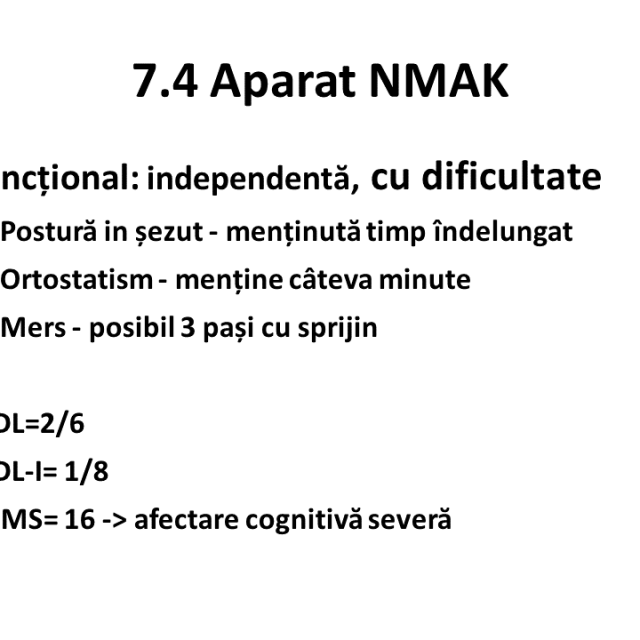 7.4 Aparat NMAK
ncțional: independentă, cu dificultate
Postură in șezut - menținută timp îndelungat
Ortostatism - menține câteva minute
Mers - posibil 3 pași cu sprijin
DL=2/6
DL-I= 1/8
MS= 16 -> afectare cognitivă severă